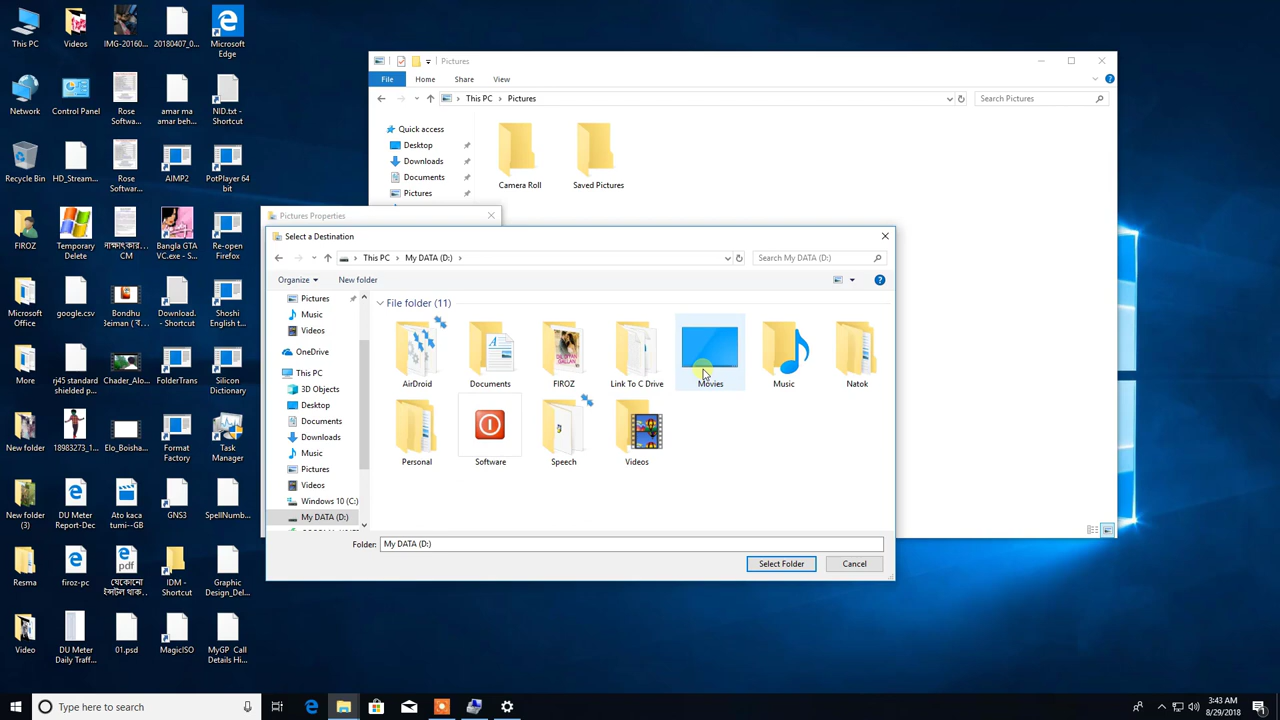 This PC
Videos
IMG-20160...
20180407_0...
Microsoft
Edge
Network
Control Panel
Rose
Softwa...
amar ma
amar beh...
NID.txt -
Shortcut
Recycle Bin
HD_Stream...
Rose
Softwar...
AIMP2
PotPlayer 64
bit
FIROZ
Temporary
Delete
CM
Bangla GTA
VC.exe - S...
Re-open
Firefox
Microsoft
Office
google.csv
Bondhu
Download.
- Shortcut
Shoshi
English t...
More
rj45 standard
shielded p...
Chader_Alo...
FolderTrans
Silicon
Dictionary
New folder
18983273_1...
Elo_Boisha...
Format
Factory
Task
Manager
New folder
(3)
DU Meter
Report-Dec
Ato kaca
tumi--GB
GNS3
SpellNumb...
Resma
firoz-pc
যেকোনো
ইন্সটল থাক...
IDM -
Shortcut
Graphic
Design_Del...
Video
DU Meter
Daily Traff...
01.psd
MagicISO
MyGP Call
Details Hi...
Pictures
File
Home
Share
View
This PC
Pictures
Search Pictures
Quick access
Desktop
Downloads
Documents
Pictures
Camera Roll
Saved Pictures
Pictures Properties
Select a Destination
This PC
My DATA (D:)
Search My DATA (D:)
Organize
New folder
Pictures
Music
Videos
OneDrive
This PC
3D Objects
Desktop
Documents
Downloads
Music
Pictures
Videos
Windows 10 (C:)
My DATA (D:)
File folder (11)
AirDroid
Documents
FIROZ
Link To C Drive
Movies
Music
Natok
Personal
Software
Speech
Videos
Folder:
My DATA (D:)
Select Folder
Cancel
Type here to search
3:43 AM
8/29/2018